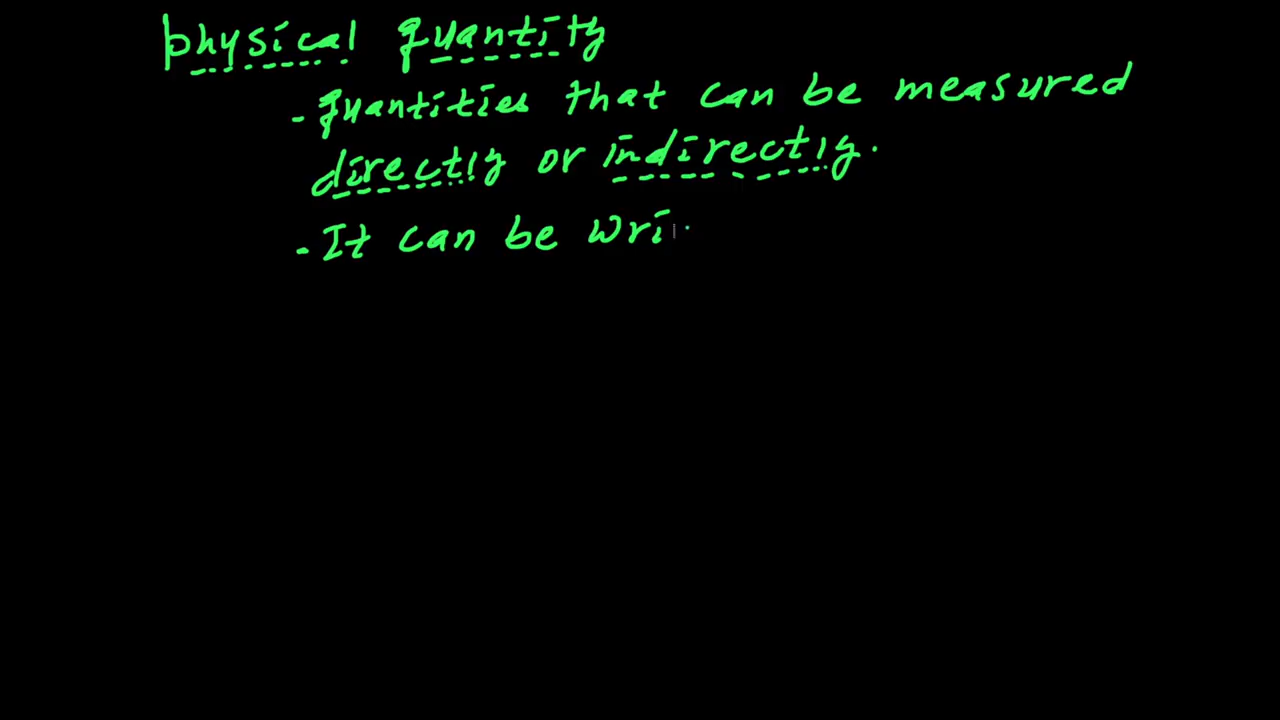 physical quantity
- quantities that can be measured
directly or indirectly.
- It can be wri